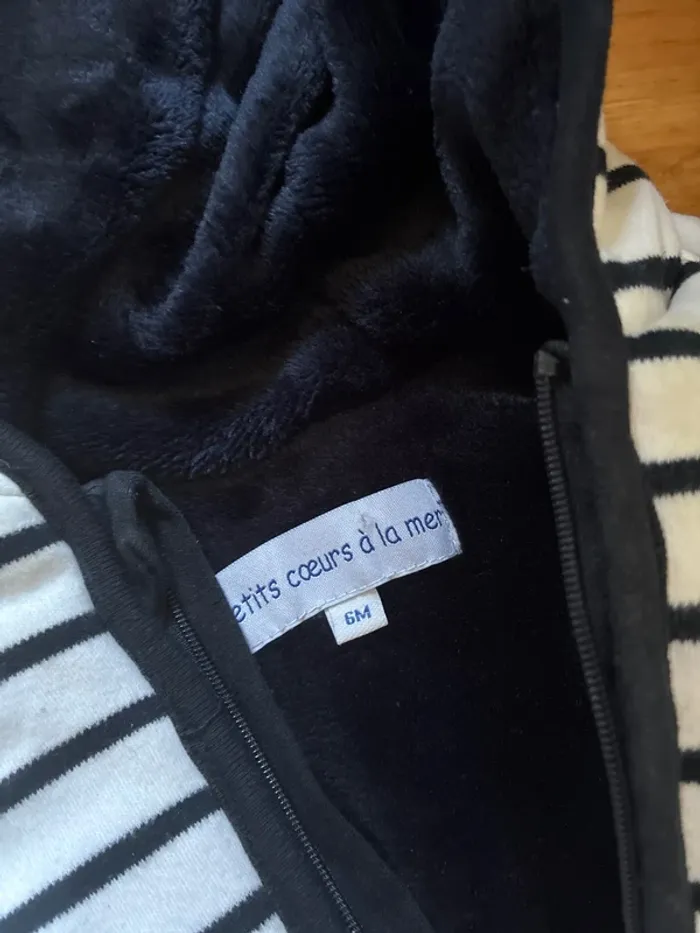 etits cœurs à la mer
6M